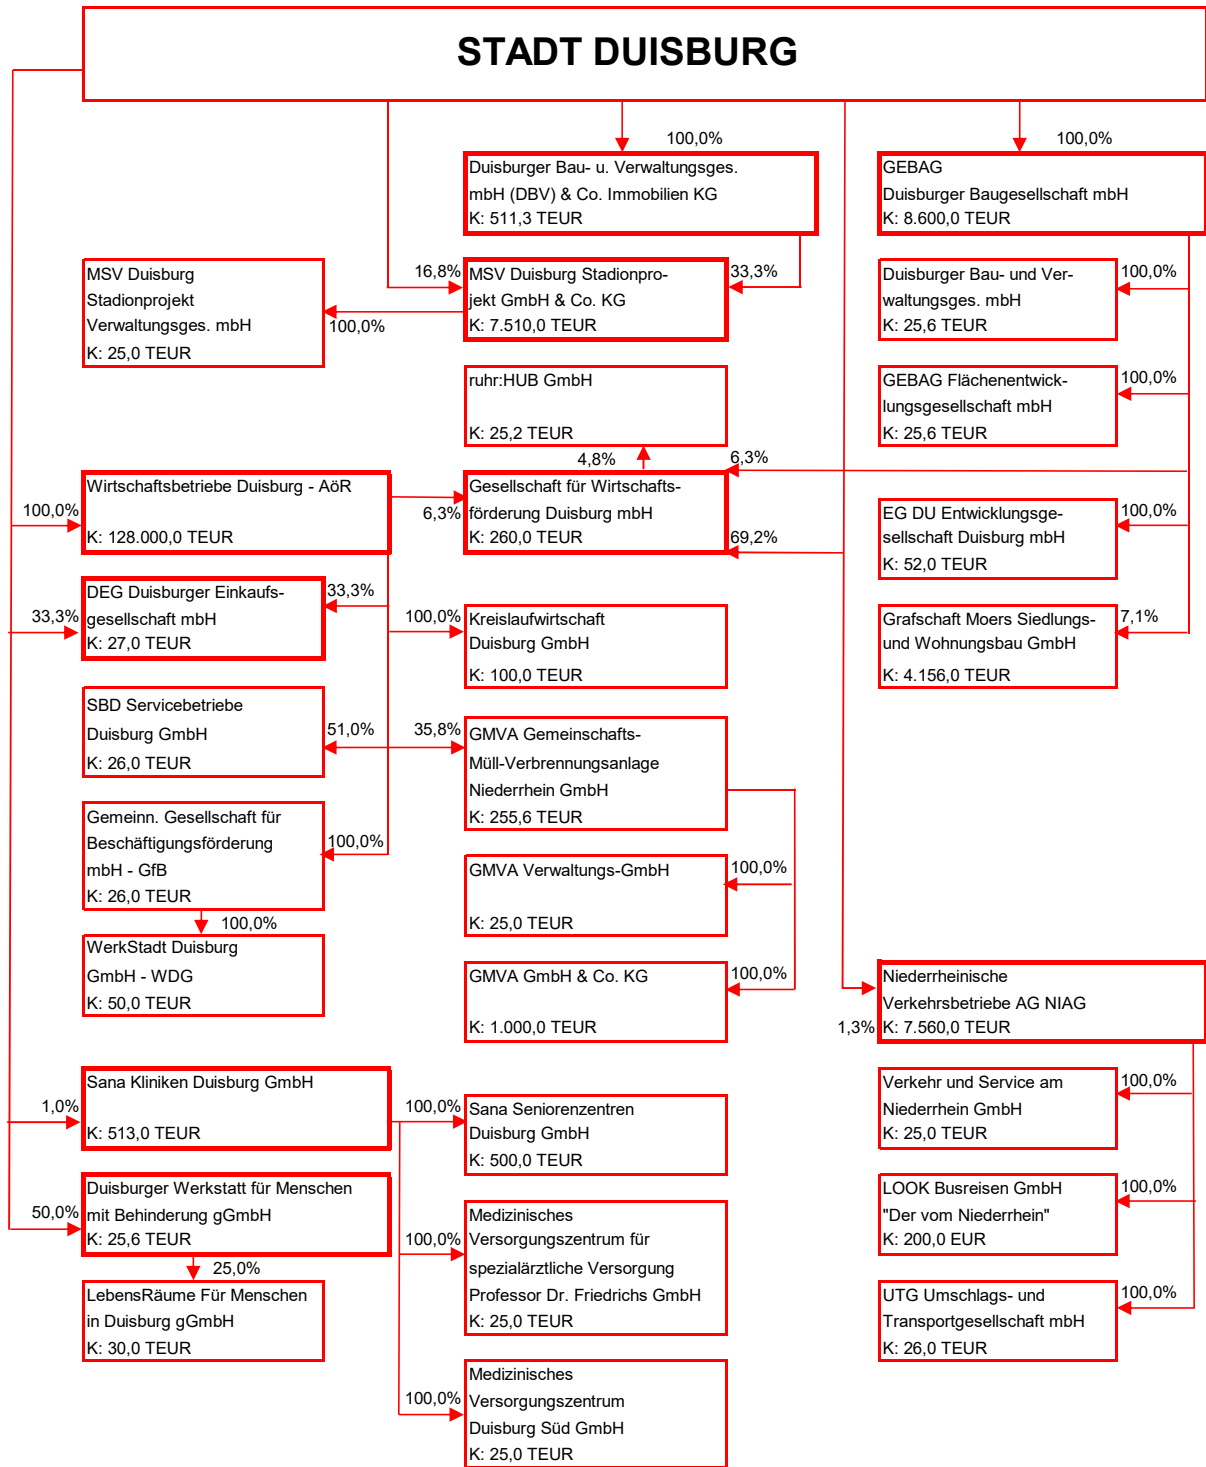 STADT DUISBURG
100,0%
100,0%
Duisburger Bau- u. Verwaltungsges.
mbH (DBV) & Co. Immobilien KG
K: 511,3 TEUR
GEBAG
Duisburger Baugesellschaft mbH
K: 8.600,0 TEUR
MSV Duisburg
Stadionprojekt
Verwaltungsges. mbH
K: 25,0 TEUR
100,0%
16,8%
MSV Duisburg Stadionpro-
jekt GmbH & Co. KG
K: 7.510,0 TEUR
33,3%
Duisburger Bau- und Ver-
waltungsges. mbH
K: 25,6 TEUR
100,0%
ruhr:HUB GmbH
K: 25,2 TEUR
GEBAG Flächenentwick-
lungsgesellschaft mbH
K: 25,6 TEUR
100,0%
4,8%
6,3%
100,0%
Wirtschaftsbetriebe Duisburg - AöR
K: 128.000,0 TEUR
6,3%
Gesellschaft für Wirtschafts-
förderung Duisburg mbH
K: 260,0 TEUR
69,2%
EG DU Entwicklungsge-
sellschaft Duisburg mbH
K: 52,0 TEUR
100,0%
33,3%
DEG Duisburger Einkaufs-
gesellschaft mbH
K: 27,0 TEUR
33,3%
100,0%
Kreislaufwirtschaft
Duisburg GmbH
K: 100,0 TEUR
Grafschaft Moers Siedlungs-
und Wohnungsbau GmbH
K: 4.156,0 TEUR
7,1%
SBD Servicebetriebe
Duisburg GmbH
K: 26,0 TEUR
51,0%
35,8%
GMVA Gemeinschafts-
Müll-Verbrennungsanlage
Niederrhein GmbH
K: 255,6 TEUR
Gemeinn. Gesellschaft für
Beschäftigungsförderung
mbH - GfB
K: 26,0 TEUR
100,0%
GMVA Verwaltungs-GmbH
K: 25,0 TEUR
100,0%
100,0%
WerkStadt Duisburg
GmbH - WDG
K: 50,0 TEUR
GMVA GmbH & Co. KG
K: 1.000,0 TEUR
100,0%
1,3%
Niederrheinische
Verkehrsbetriebe AG NIAG
K: 7.560,0 TEUR
1,0%
Sana Kliniken Duisburg GmbH
K: 513,0 TEUR
100,0%
Sana Seniorenzentren
Duisburg GmbH
K: 500,0 TEUR
Verkehr und Service am
Niederrhein GmbH
K: 25,0 TEUR
100,0%
50,0%
Duisburger Werkstatt für Menschen
mit Behinderung gGmbH
K: 25,6 TEUR
100,0%
Medizinisches
Versorgungszentrum für
spezialärztliche Versorgung
Professor Dr. Friedrichs GmbH
K: 25,0 TEUR
LOOK Busreisen GmbH
"Der vom Niederrhein"
K: 200,0 EUR
100,0%
25,0%
LebensRäume Für Menschen
in Duisburg gGmbH
K: 30,0 TEUR
UTG Umschlags- und
Transportgesellschaft mbH
K: 26,0 TEUR
100,0%
100,0%
Medizinisches
Versorgungszentrum
Duisburg Süd GmbH
K: 25,0 TEUR